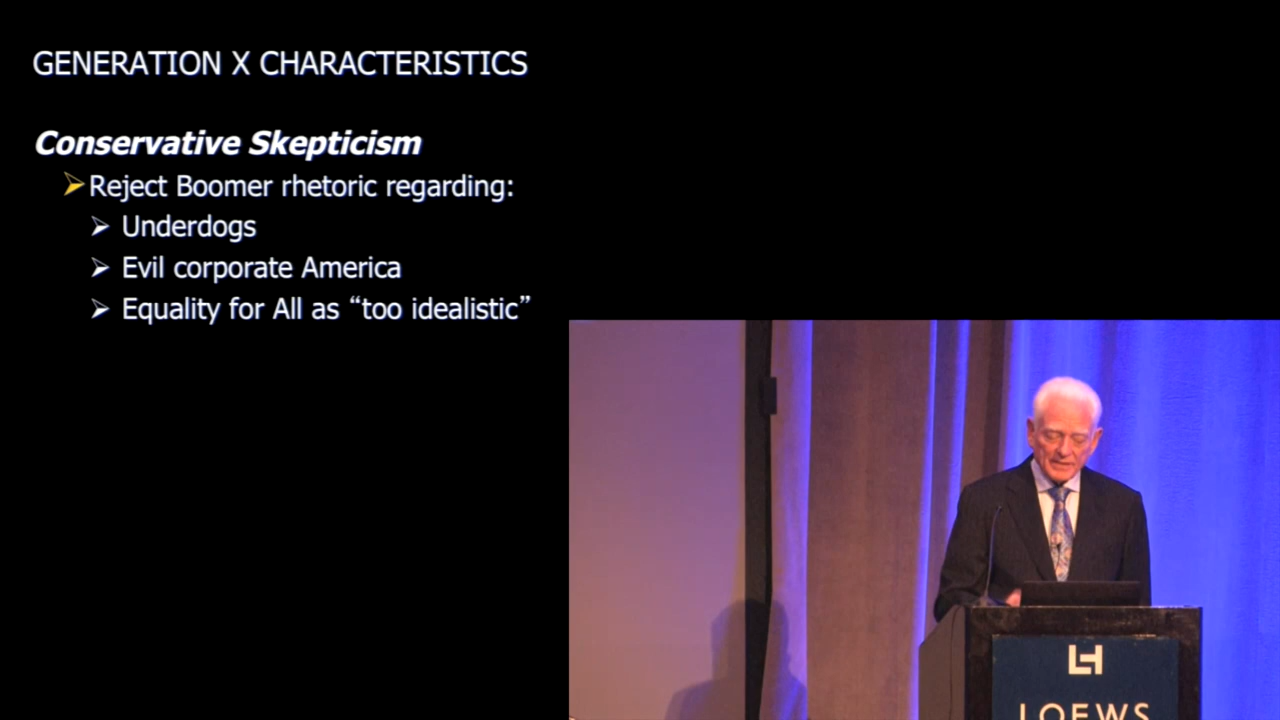 GENERATION X CHARACTERISTICS
Conservative Skepticism
Reject Boomer rhetoric regarding:
Underdogs
Evil corporate America
Equality for All as “too idealistic”
LOEWS